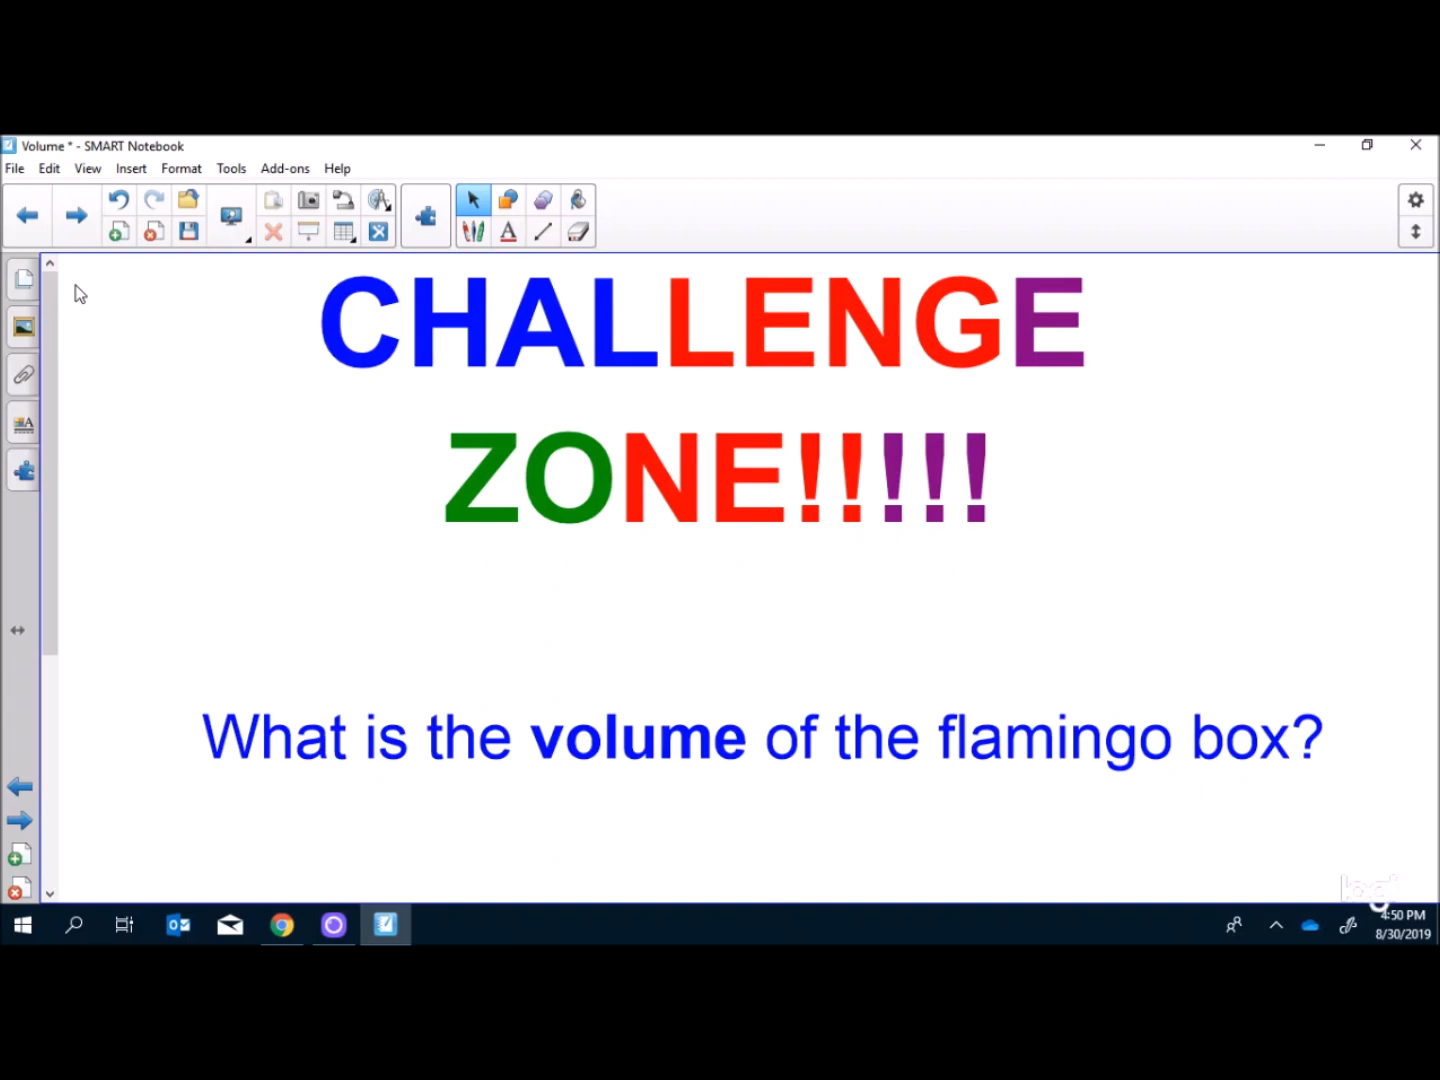 Volume * - SMART Notebook
File Edit View Insert Format Tools Add-ons Help
CHALLENGE
ZONE!!!!!
What is the volume of the flamingo box?
logi
4:50 PM
8/30/2019